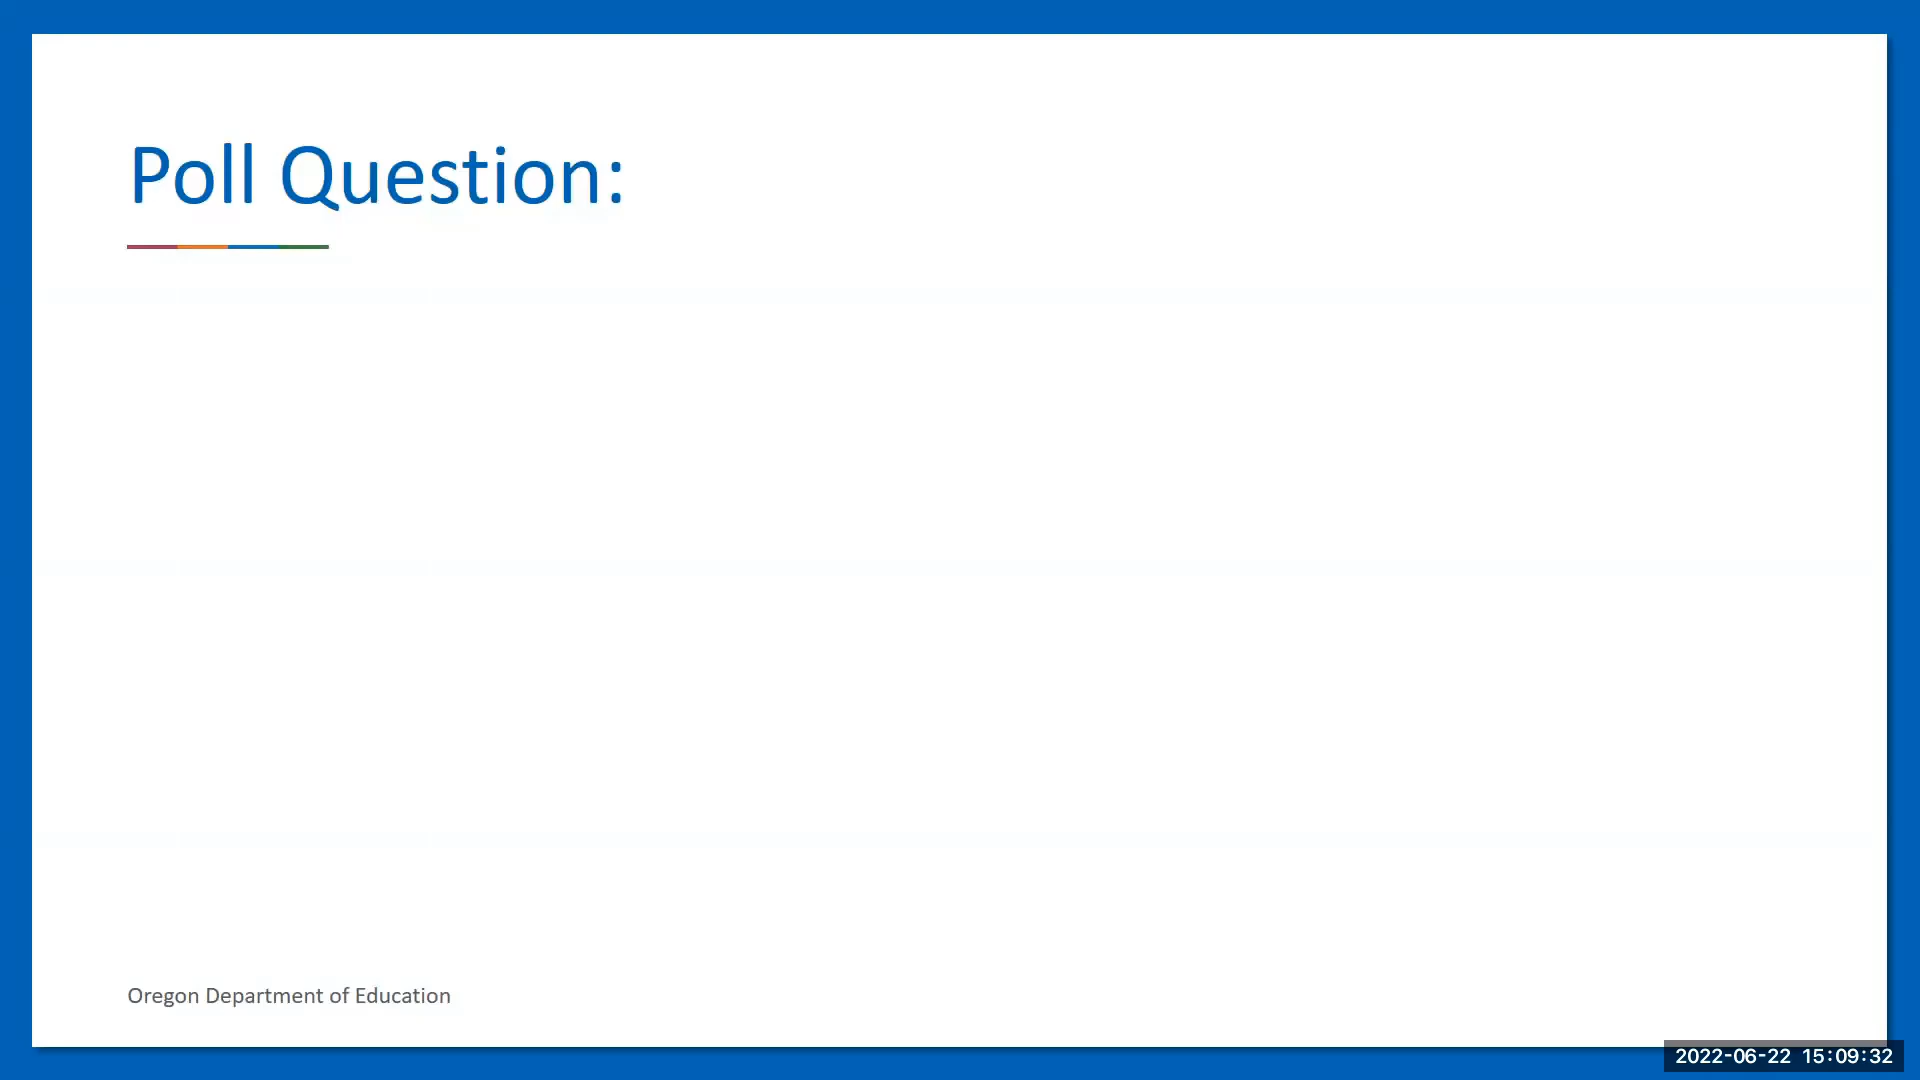 Poll Question:
Oregon Department of Education
2022-06-22 15:09:32